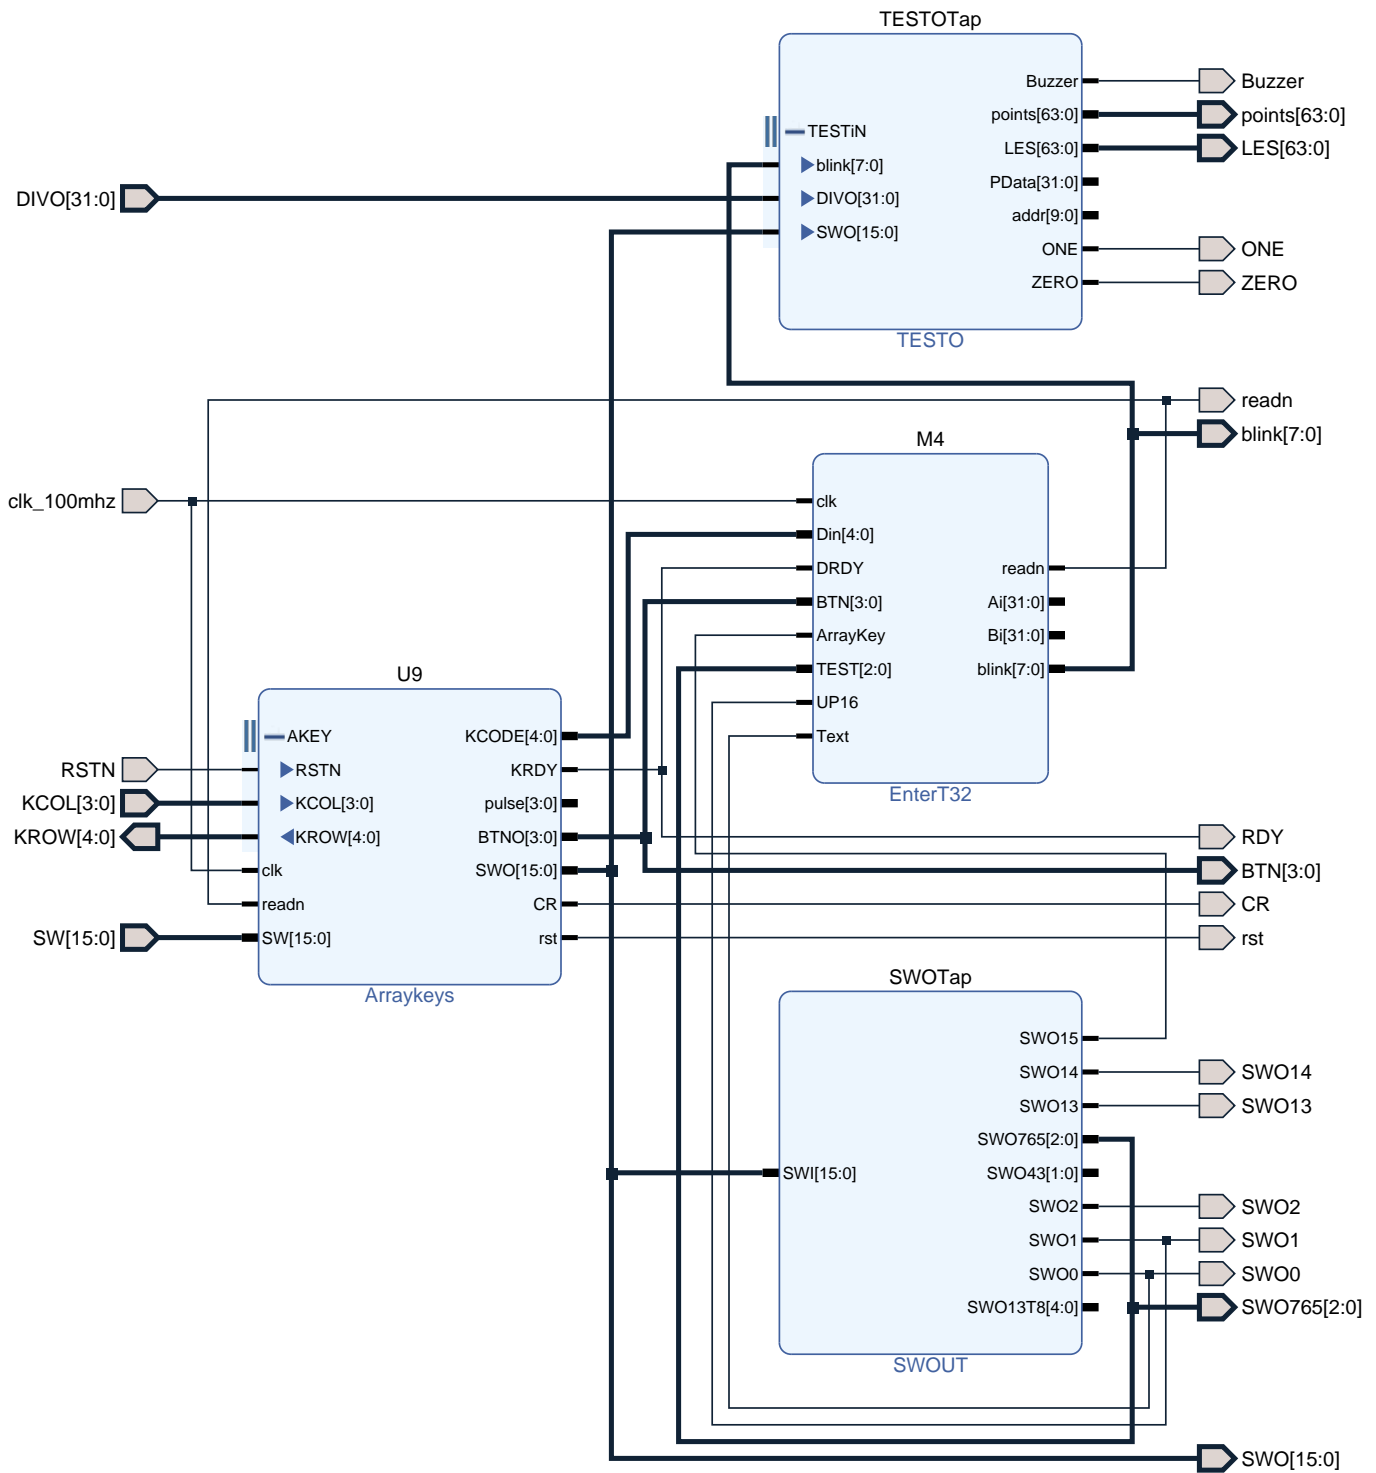 TESTOTap
Buzzer
points[63:0]
LES[63:0]
PData[31:0]
addr[9:0]
ONE
ZERO
TESTiN
blink[7:0]
DIVO[31:0]
SWO[15:0]
TESTO
DIVO[31:0]
Buzzer
points[63:0]
LES[63:0]
ONE
ZERO
readn
blink[7:0]
M4
clk
Din[4:0]
DRDY
BTN[3:0]
ArrayKey
TEST[2:0]
UP16
Text
readn
Ai[31:0]
Bi[31:0]
blink[7:0]
EnterT32
clk_100mhz
U9
AKEY
RSTN
KCOL[3:0]
KROW[4:0]
clk
readn
SW[15:0]
KCODE[4:0]
KRDY
pulse[3:0]
BTNO[3:0]
SWO[15:0]
CR
rst
Arraykeys
RSTN
KCOL[3:0]
KROW[4:0]
SW[15:0]
RDY
BTN[3:0]
CR
rst
SWOTap
SWI[15:0]
SWO15
SWO14
SWO13
SWO765[2:0]
SWO43[1:0]
SWO2
SWO1
SWO0
SWO13T8[4:0]
SWOUT
SWO14
SWO13
SWO2
SWO1
SWO0
SWO765[2:0]
SWO[15:0]